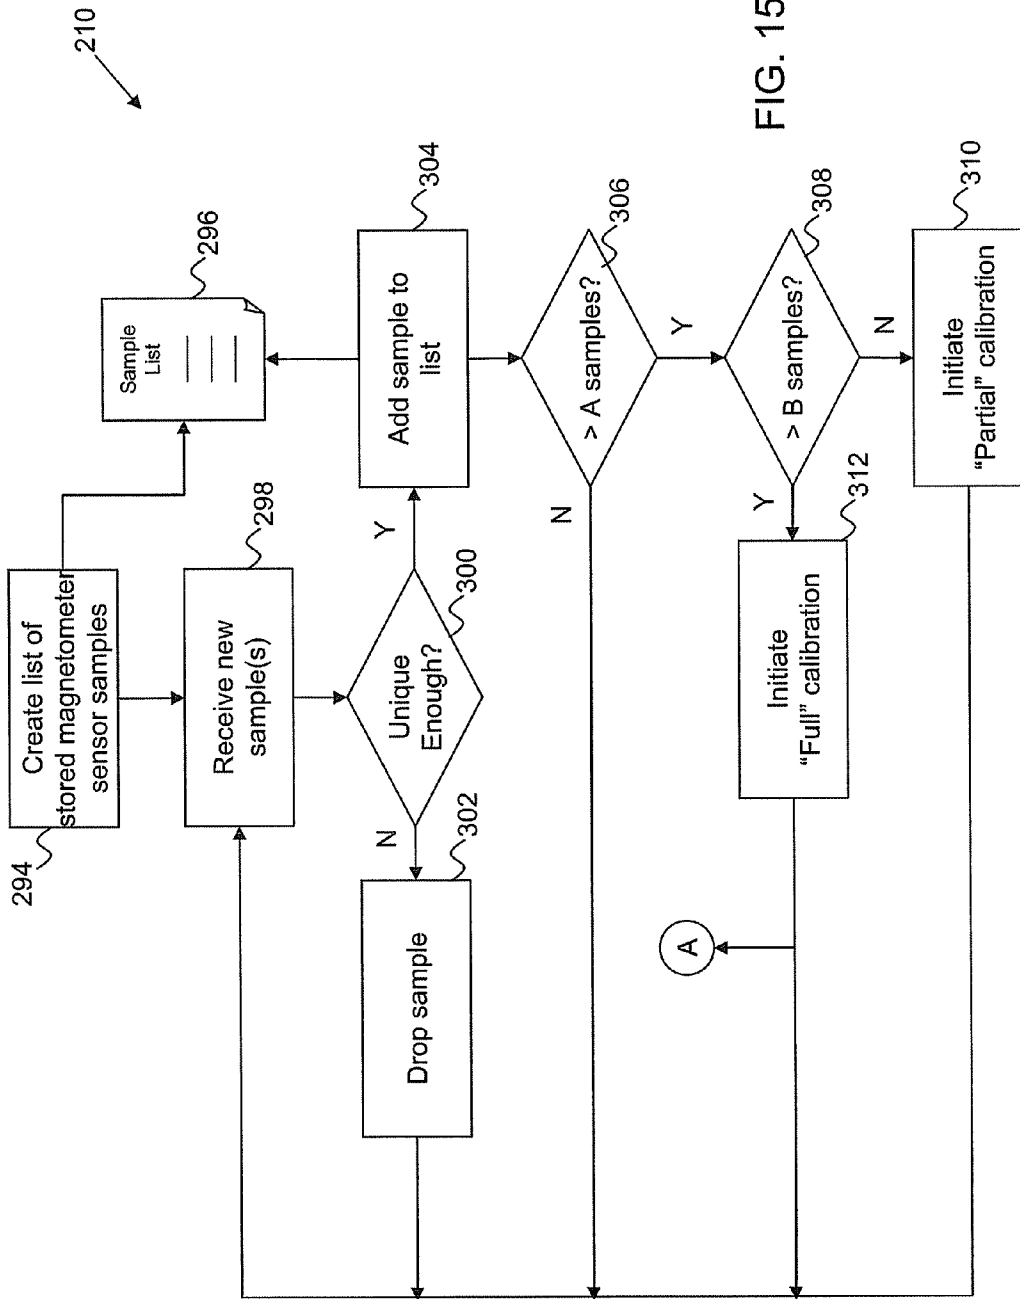 210
294
Create list of
stored magnetometer
sensor samples
296
Sample
List
298
Receive new
sample(s)
300
Unique
Enough?
N
Y
302
Drop sample
304
Add sample to
list
306
> A samples?
N
Y
308
> B samples?
Y
N
312
Initiate
“Full” calibration
A
310
Initiate
“Partial” calibration
FIG. 15